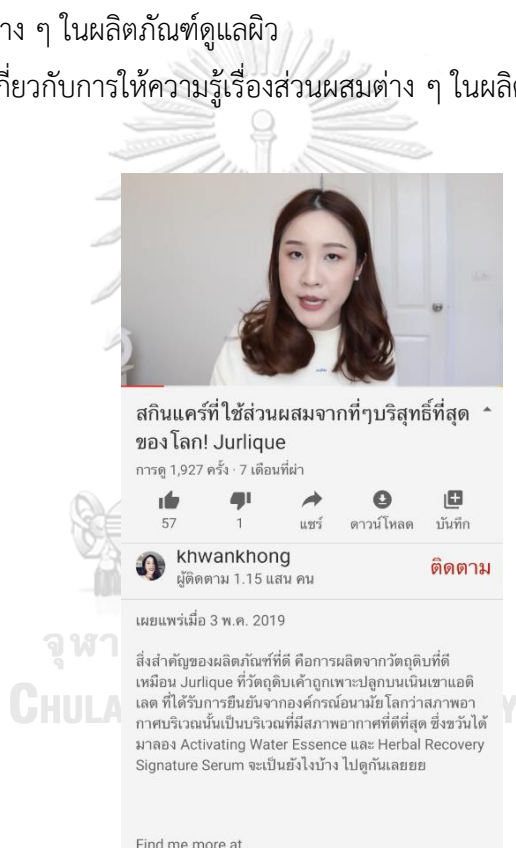 าง ๆ ในผลิตภัณฑ์ดูแลผิว
กี่ยวกับการให้ความรู้เรื่องส่วนผสมต่าง ๆ ในผลิต
สกินแคร์ที่ใช้ส่วนผสมจากที่ๆบริสุทธิ์ที่สุด
ของโลก! Jurlique
การดู 1,927 ครั้ง · 7 เดือนที่ผ่า
57 1 แชร์ ดาวน์โหลด บันทึก
khwankhong
ผู้ติดตาม 1.15 แสน คน
ติดตาม
เผยแพร่เมื่อ 3 พ.ค. 2019
สิ่งสำคัญของผลิตภัณฑ์ที่ดี คือการผลิตจากวัตถุดิบที่ดี
เหมือน Jurlique ที่วัตถุดิบเค้าถูกเพาะปลูกบนเนินเขาแอดิ
เลต ที่ได้รับการยืนยันจากองค์กรณ์อนามัยโลกว่าสภาพอา
กาศบริเวณนั้นเป็นบริเวณที่มีสภาพอากาศที่ดีที่สุด ซึ่งขวัญได้
มาลอง Activating Water Essence และ Herbal Recovery
Signature Serum จะเป็นยังไงบ้าง ไปดูกันเลยยย
จุฬา
CHULA
Y
Find me more at